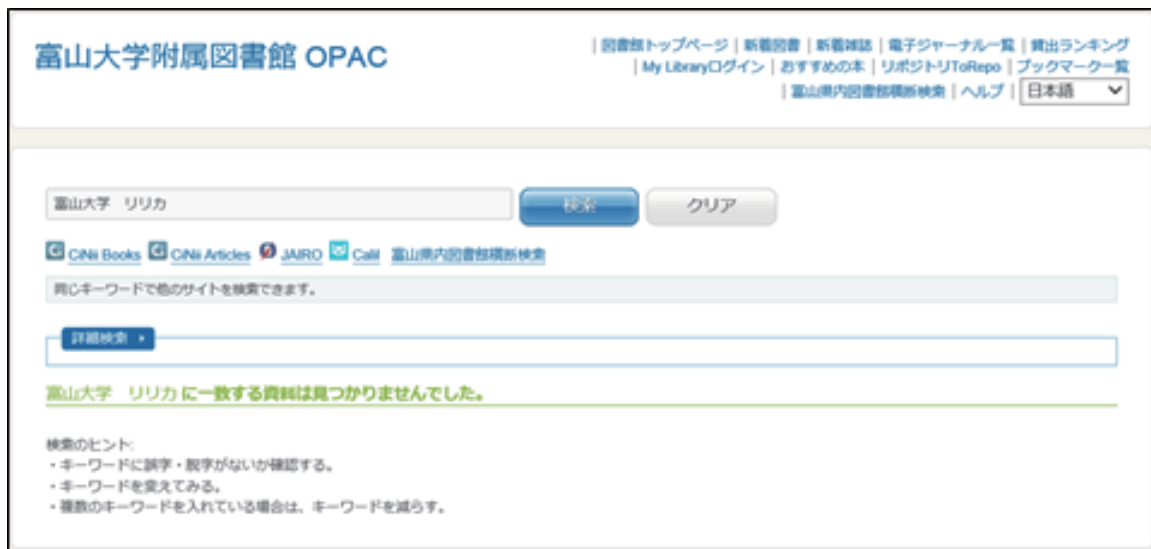 富山大学附属図書館 OPAC
| 図書館トップページ | 新着図書 | 新着雑誌 | 電子ジャーナル一覧 | 貸出ランキング
| My Libraryログイン | おすすめの本 | リポジトリToRepo | ブックマーク一覧
| 富山県内図書館横断検索 | ヘルプ | 日本語
富山大学　リリカ 検索 クリア
CiNii Books CiNii Articles JAIRO Calil 富山県内図書館横断検索
同じキーワードで他のサイトを検索できます。
詳細検索
富山大学　リリカ に一致する資料は見つかりませんでした。
検索のヒント:
・キーワードに誤字・脱字がないか確認する。
・キーワードを変えてみる。
・複数のキーワードを入れている場合は、キーワードを減らす。